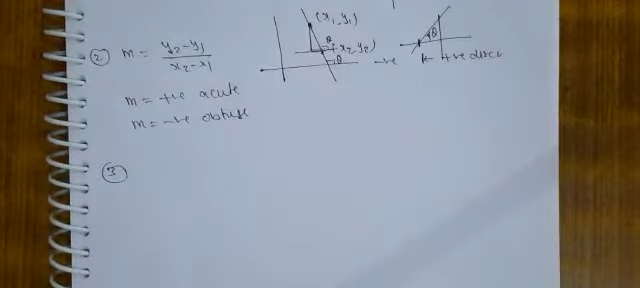 ② m = y₂-y₁ / x₂-x₁
(x₁, y₁)
θ
x₂-y₂)
θ
-ve
θ
+ve direc
m = +ve acute
m = -ve obtuse
③